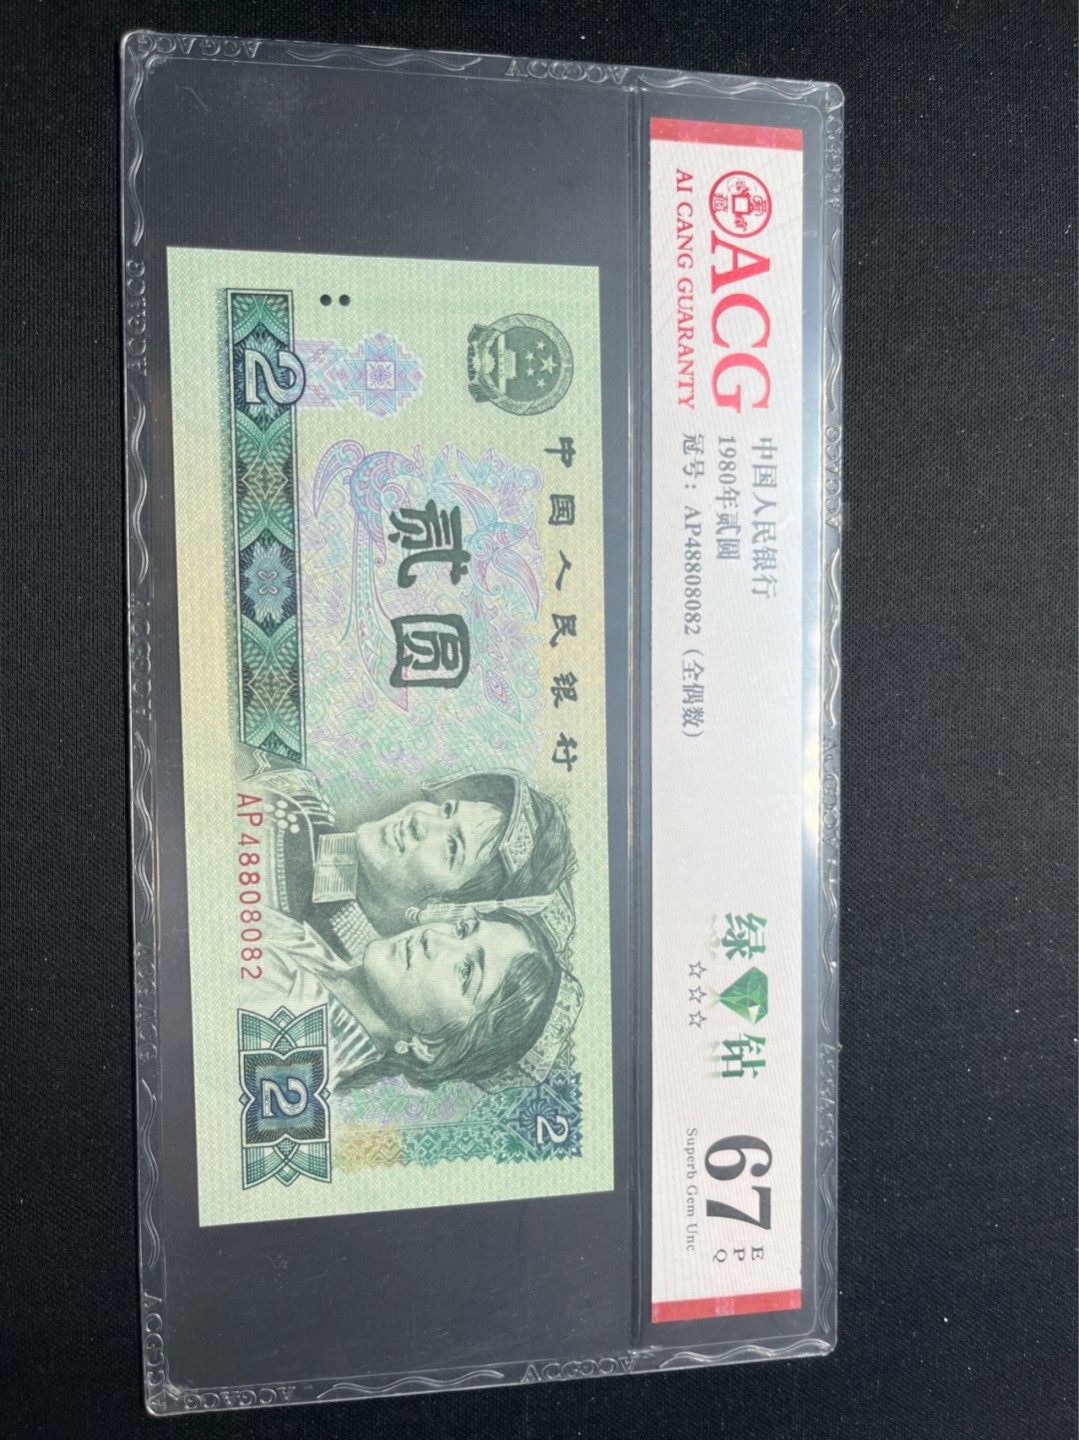 ACG
AI CANG GUARANTY
中国人民银行
1980年贰圆
冠号：AP48808082（全偶数）
绿钻
☆☆☆
67
EPQ
Superb Gem Unc
中国人民银行
贰圆
2
AP48808082
2
2